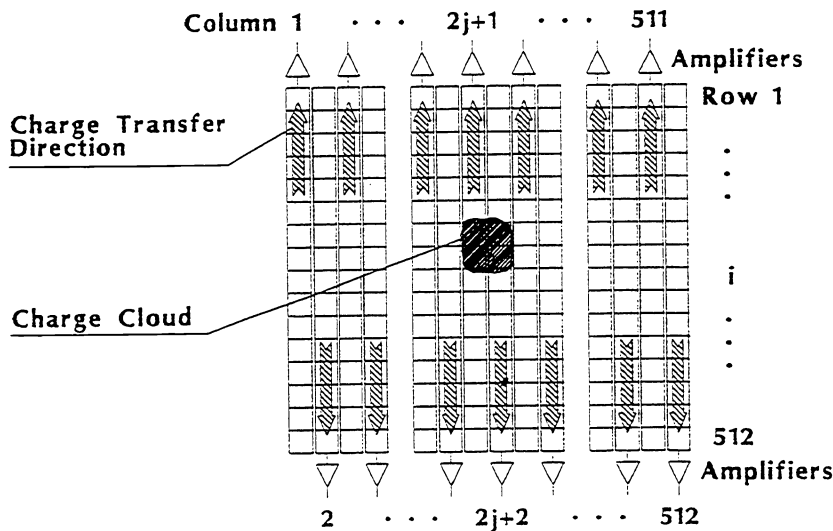 Column 1 · · · 2j+1 · · · 511
Amplifiers
Row 1
Charge Transfer
Direction
·
·
·
i
Charge Cloud
·
·
·
512
Amplifiers
2 · · · 2j+2 · · · 512